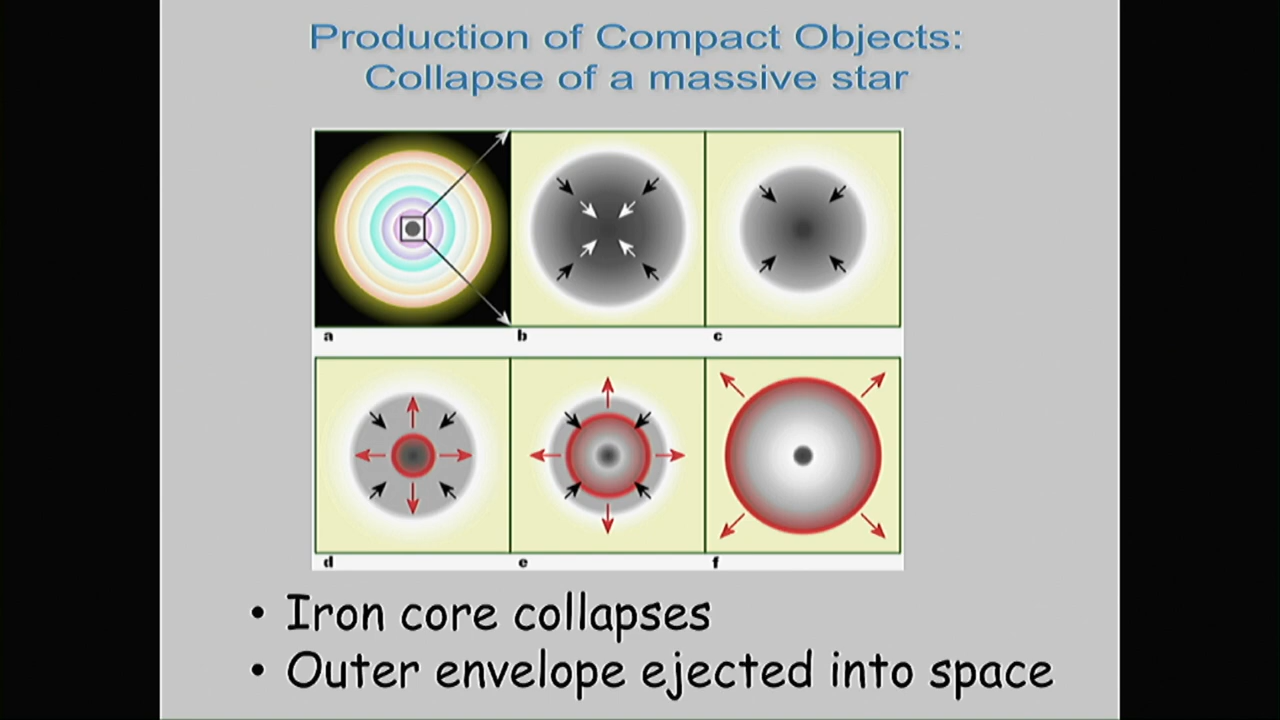 Production of Compact Objects:
Collapse of a massive star
a
b
c
d
e
f
• Iron core collapses
• Outer envelope ejected into space